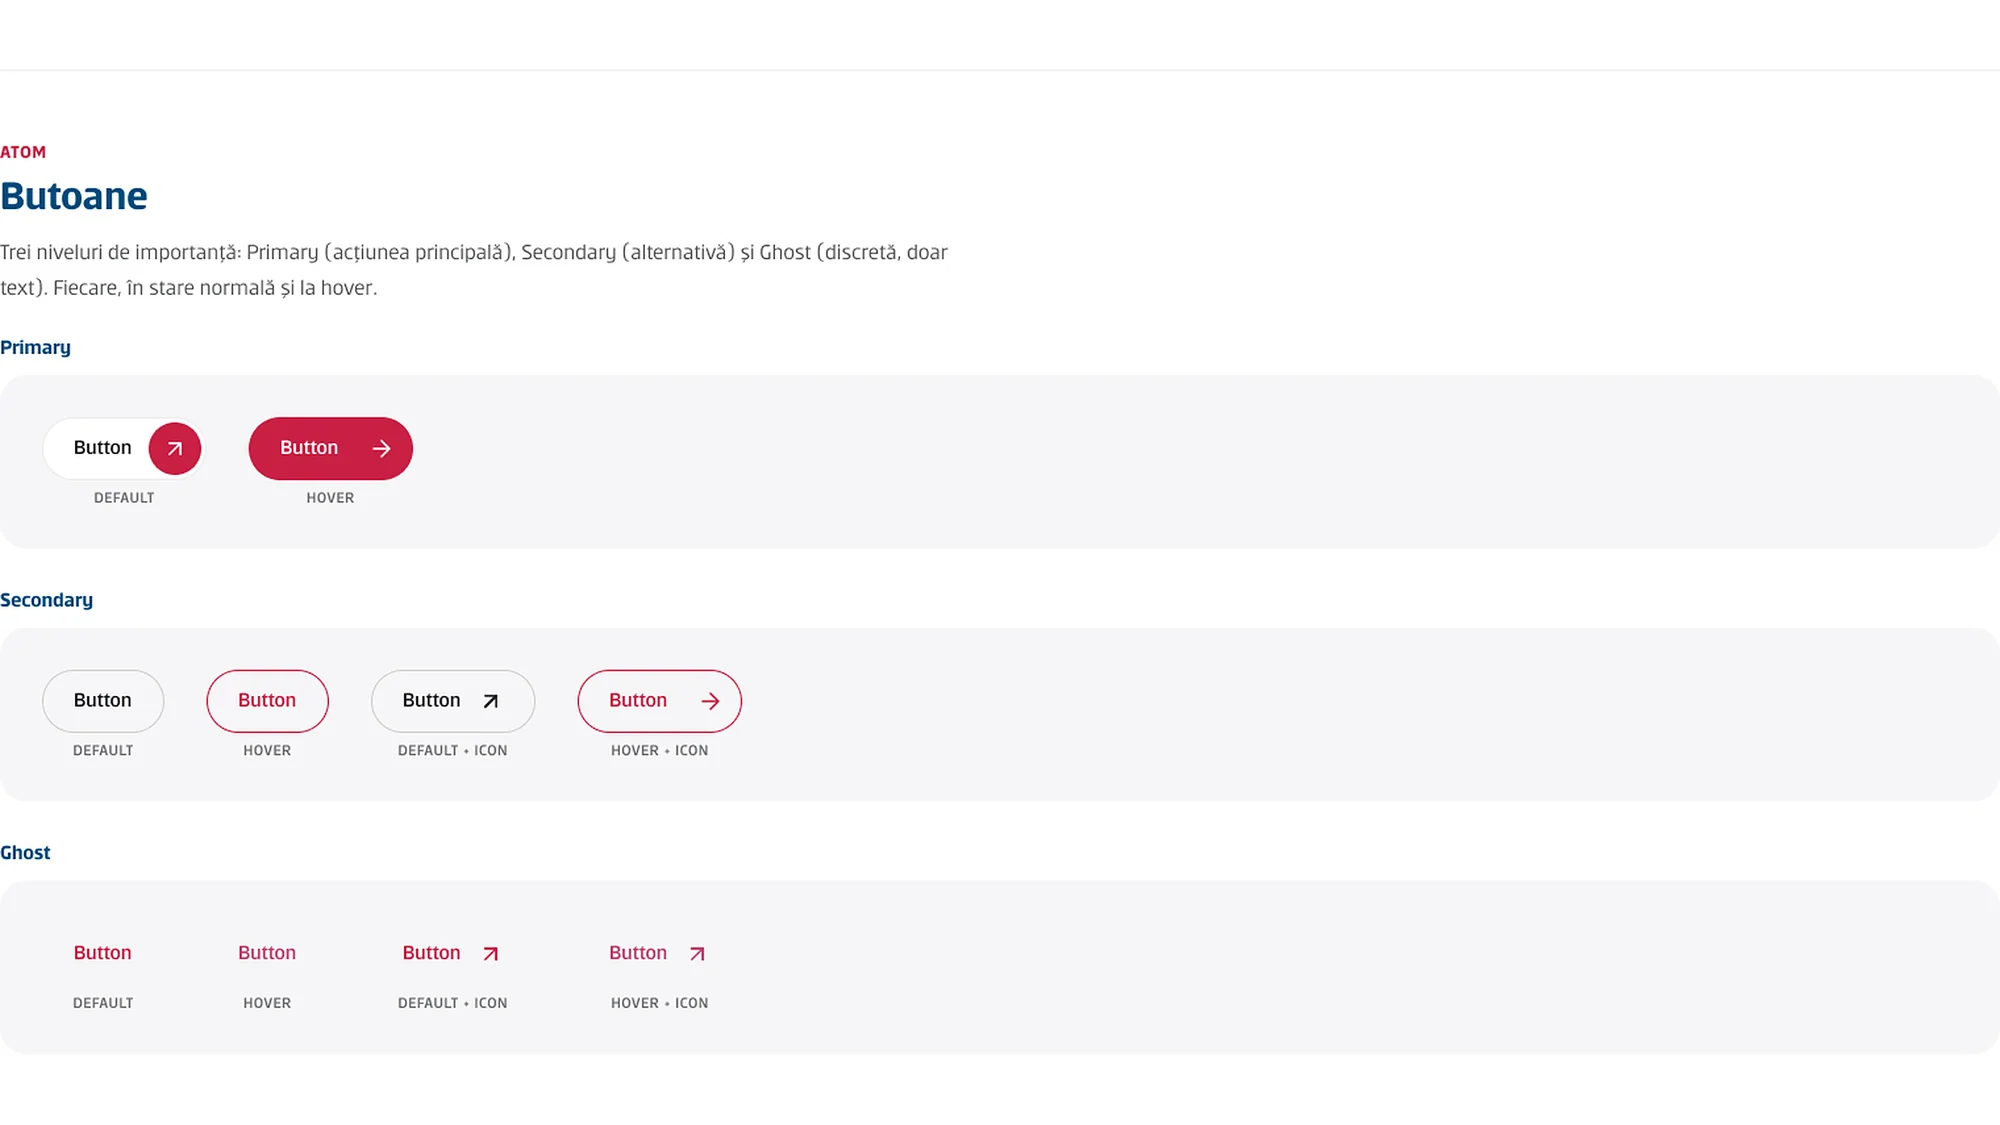 ATOM
Butoane
Trei niveluri de importanță: Primary (acțiunea principală), Secondary (alternativă) și Ghost (discretă, doar
text). Fiecare, în stare normală și la hover.
Primary
Button
Button
DEFAULT
HOVER
Secondary
Button
Button
Button
Button
DEFAULT
HOVER
DEFAULT + ICON
HOVER + ICON
Ghost
Button
Button
Button
Button
DEFAULT
HOVER
DEFAULT + ICON
HOVER + ICON